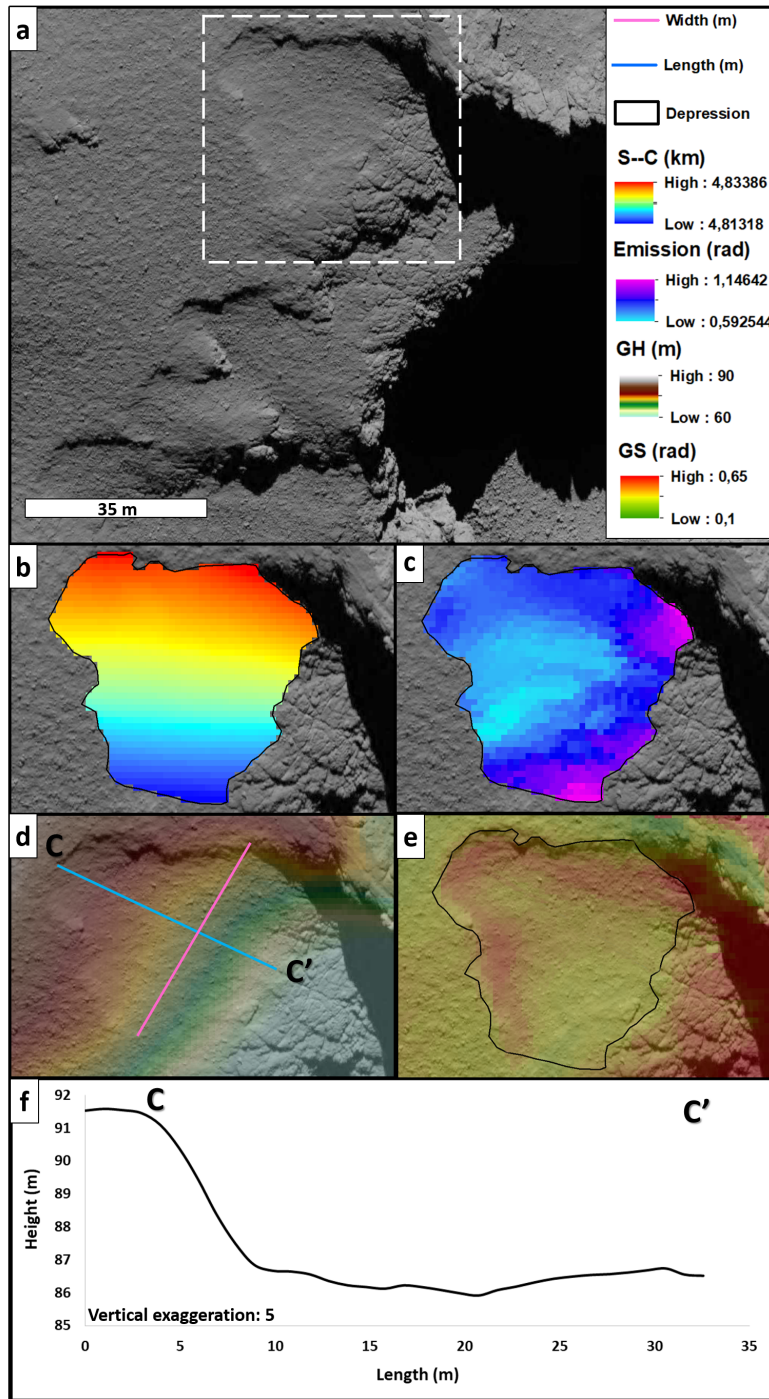 a
Width (m)
Length (m)
Depression
S--C (km)
High : 4,83386
Low : 4,81318
Emission (rad)
High : 1,14642
Low : 0,592544
GH (m)
High : 90
Low : 60
GS (rad)
High : 0,65
Low : 0,1
35 m
b
c
d
C
C'
e
f
C
C'
92
91
90
89
88
87
86
85
Height (m)
Vertical exaggeration: 5
0
5
10
15
20
25
30
35
Length (m)